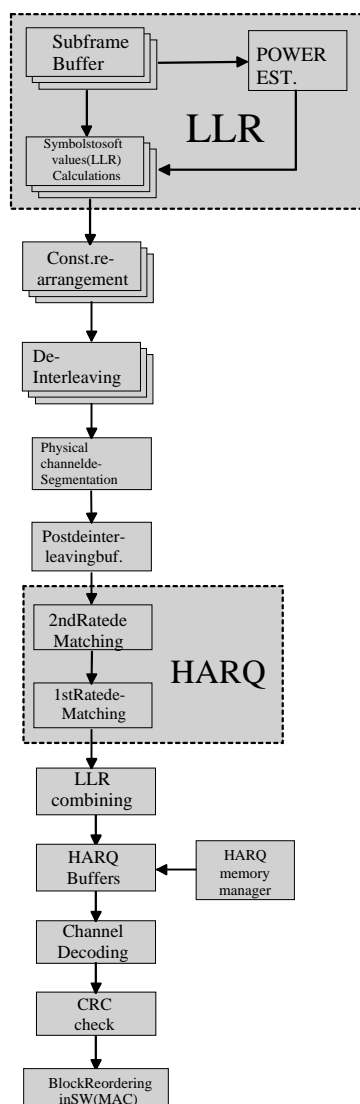 Subframe
Buffer
POWER
EST.
LLR
Symbolstosoft
values(LLR)
Calculations
Const.re-
arrangement
De-
Interleaving
Physical
channelde-
Segmentation
Postdeinter-
leavingbuf.
2ndRatede
Matching
HARQ
1stRatede-
Matching
LLR
combining
HARQ
Buffers
HARQ
memory
manager
Channel
Decoding
CRC
check
BlockReordering
inSW(MAC)